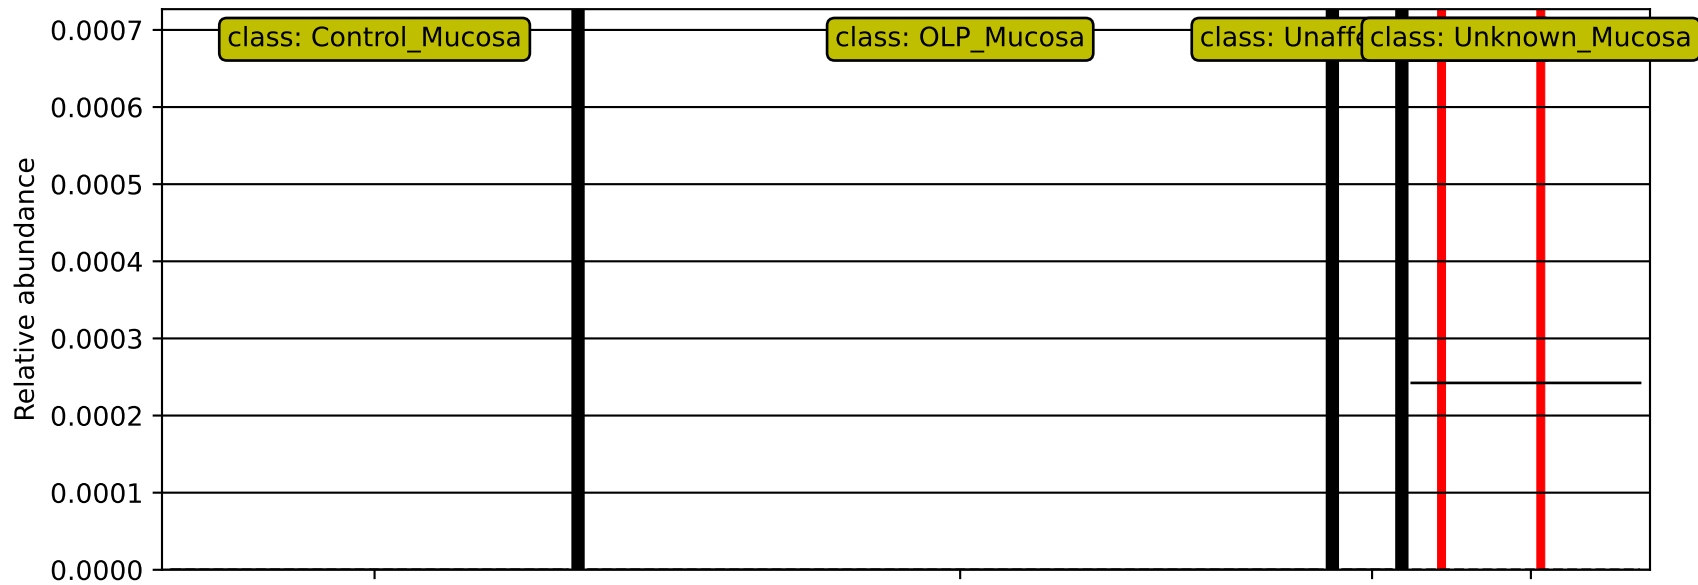 0.0007
0.0006
0.0005
0.0004
0.0003
0.0002
0.0001
0.0000
Relative abundance
class: Control_Mucosa
class: OLP_Mucosa
class:
class: Unknown_Mucosa